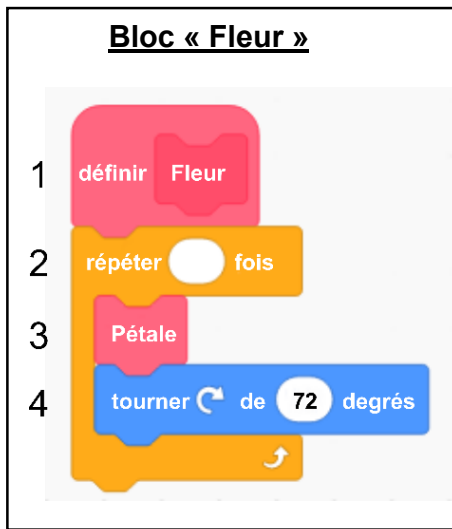 Bloc « Fleur »
1 définir Fleur
2 répéter fois
3 Pétale
4 tourner de 72 degrés